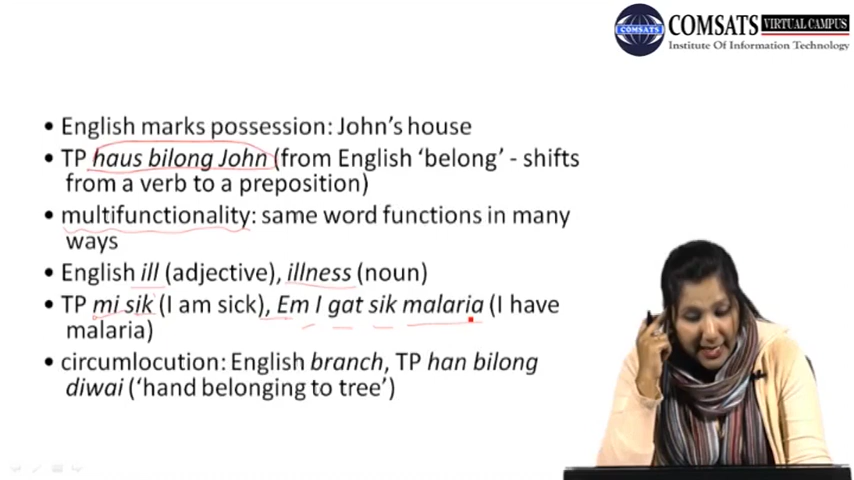 COMSATS VIRTUAL CAMPUS
Institute Of Information Technology
COMSATS
• English marks possession: John's house
• TP haus bilong John (from English 'belong' - shifts
from a verb to a preposition)
• multifunctionality: same word functions in many
ways
• English ill (adjective), illness (noun)
• TP mi sik (I am sick), Em I gat sik malaria (I have
malaria)
• circumlocution: English branch, TP han bilong
diwai ('hand belonging to tree')